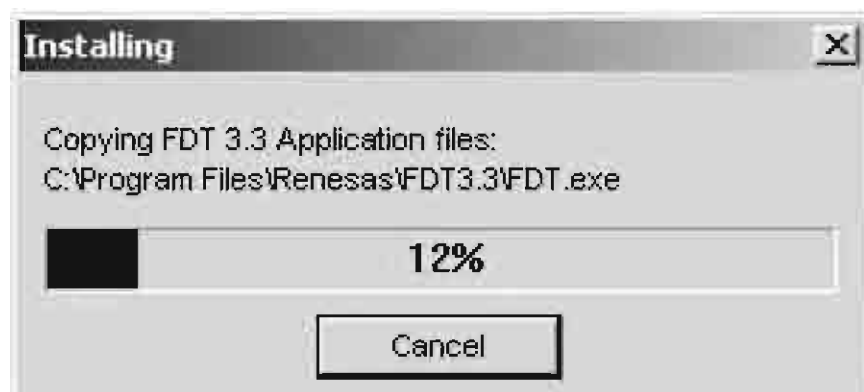 Installing
Copying FDT 3.3 Application files:
C:\Program Files\Renesas\FDT3.3\FDT.exe
12%
Cancel